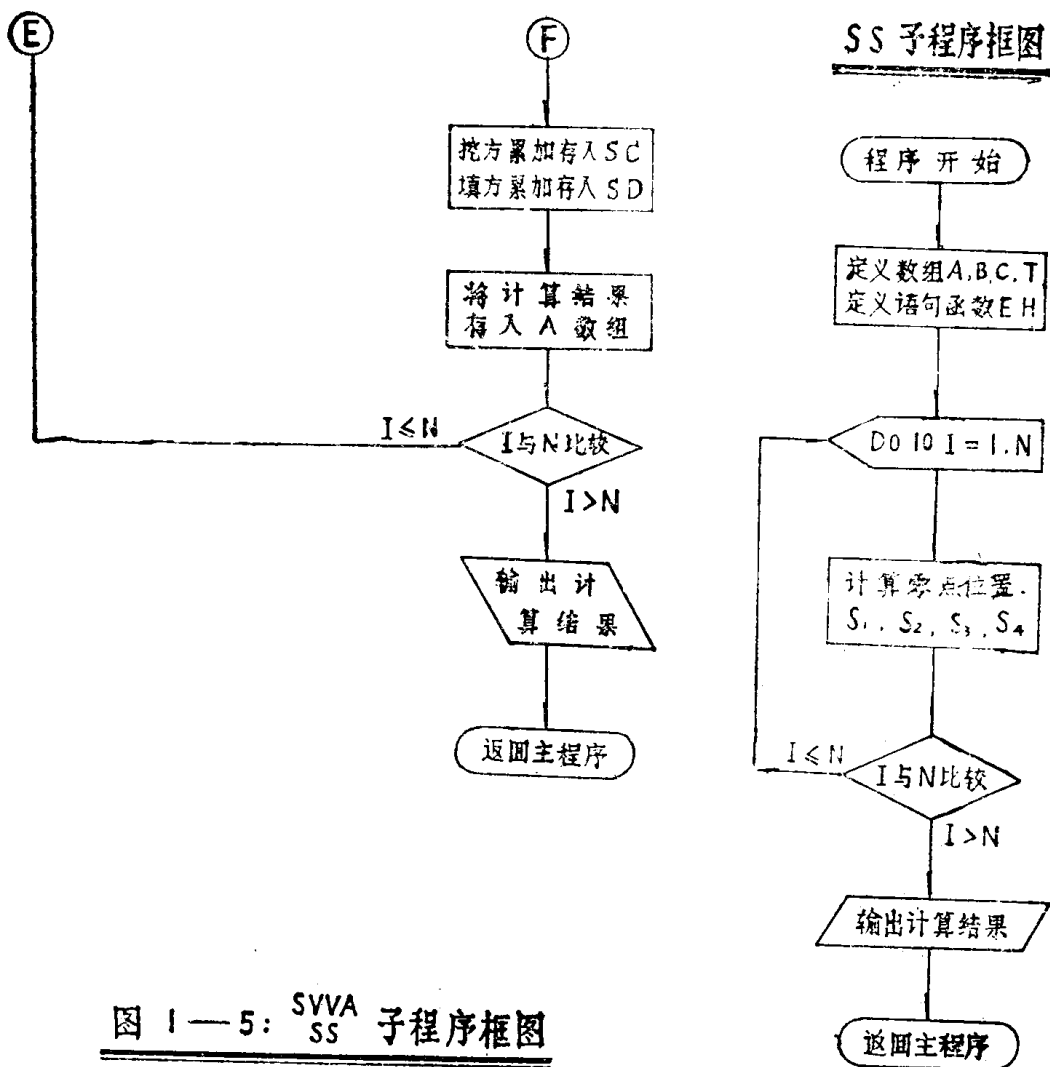 E
F
挖方累加存入SC
填方累加存入SD
将计算结果
存入A数组
I≤N
I与N比较
I>N
输出计
算结果
返回主程序
SS子程序框图
程序开始
定义数组A,B,C,T
定义语句函数EH
DO 10 I=1,N
计算零点位置.
S₁,S₂,S₃,S₄
I≤N
I与N比较
I>N
输出计算结果
返回主程序
图 1—5: SVVA
SS 子程序框图